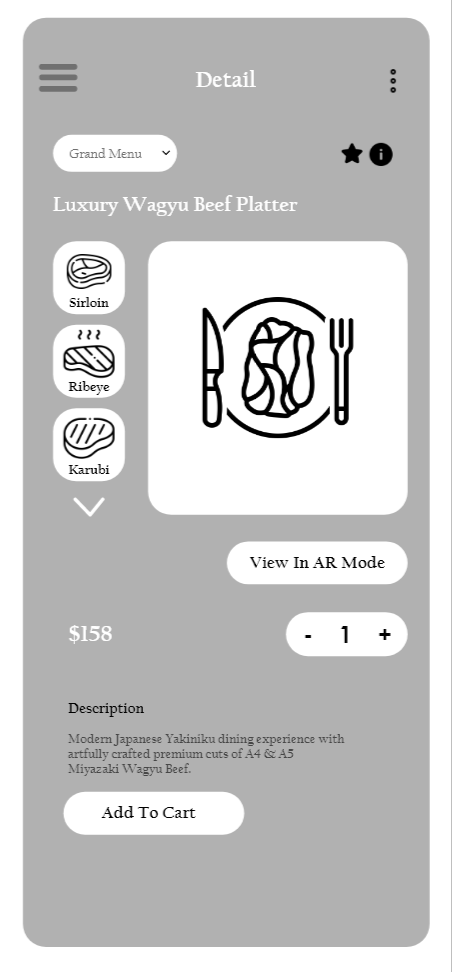 Detail
Grand Menu
Luxury Wagyu Beef Platter
Sirloin
Ribeye
Karubi
View In AR Mode
$158
- 1 +
Description
Modern Japanese Yakiniku dining experience with
artfully crafted premium cuts of A4 & A5
Miyazaki Wagyu Beef.
Add To Cart